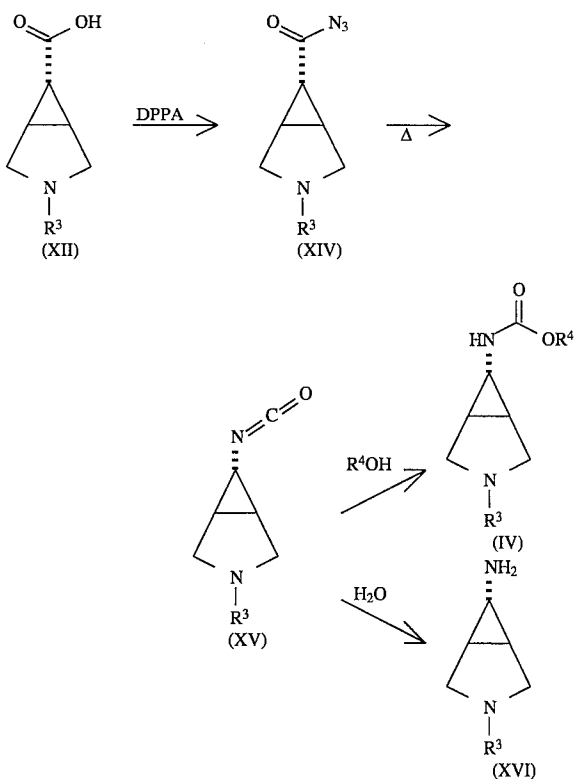 O OH
DPPA
N
R³
(XII)
O N₃
Δ
N
R³
(XIV)
N C O
N
R³
(XV)
R⁴OH
H₂O
O
HN OR⁴
N
R³
(IV)
NH₂
N
R³
(XVI)